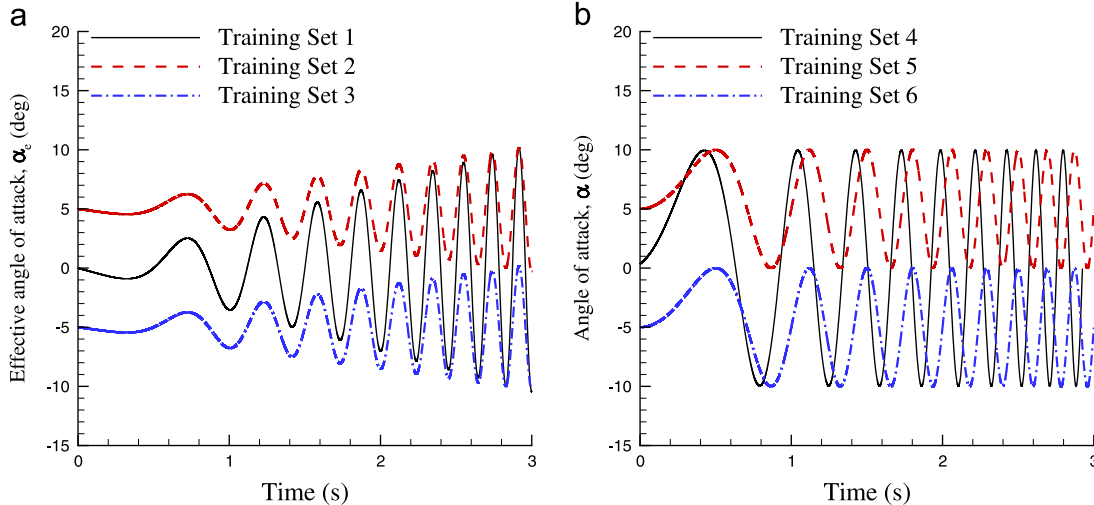 a
20
15
10
5
0
-5
-10
-15
0
1
2
3
Effective angle of attack, αe (deg)
Time (s)
Training Set 1
Training Set 2
Training Set 3
b
20
15
10
5
0
-5
-10
-15
0
1
2
3
Angle of attack, α (deg)
Time (s)
Training Set 4
Training Set 5
Training Set 6